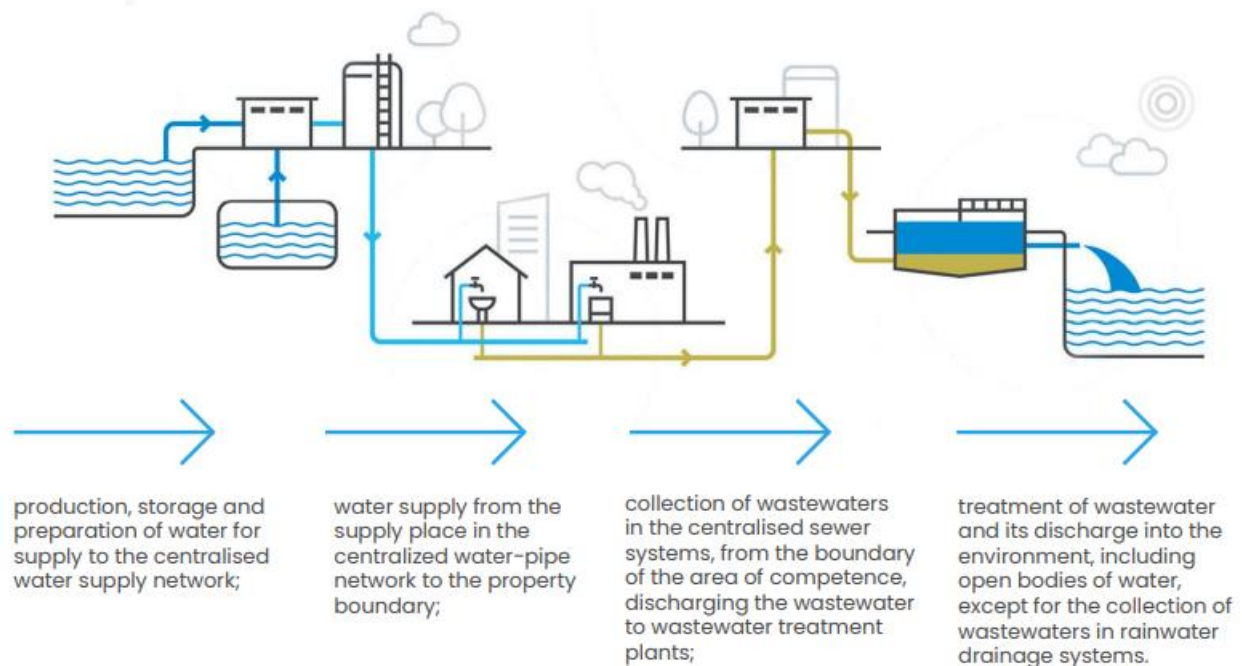 production, storage and
preparation of water for
supply to the centralised
water supply network;
water supply from the
supply place in the
centralized water-pipe
network to the property
boundary;
collection of wastewaters
in the centralised sewer
systems, from the boundary
of the area of competence,
discharging the wastewater
to wastewater treatment
plants;
treatment of wastewater
and its discharge into the
environment, including
open bodies of water,
except for the collection of
wastewaters in rainwater
drainage systems.